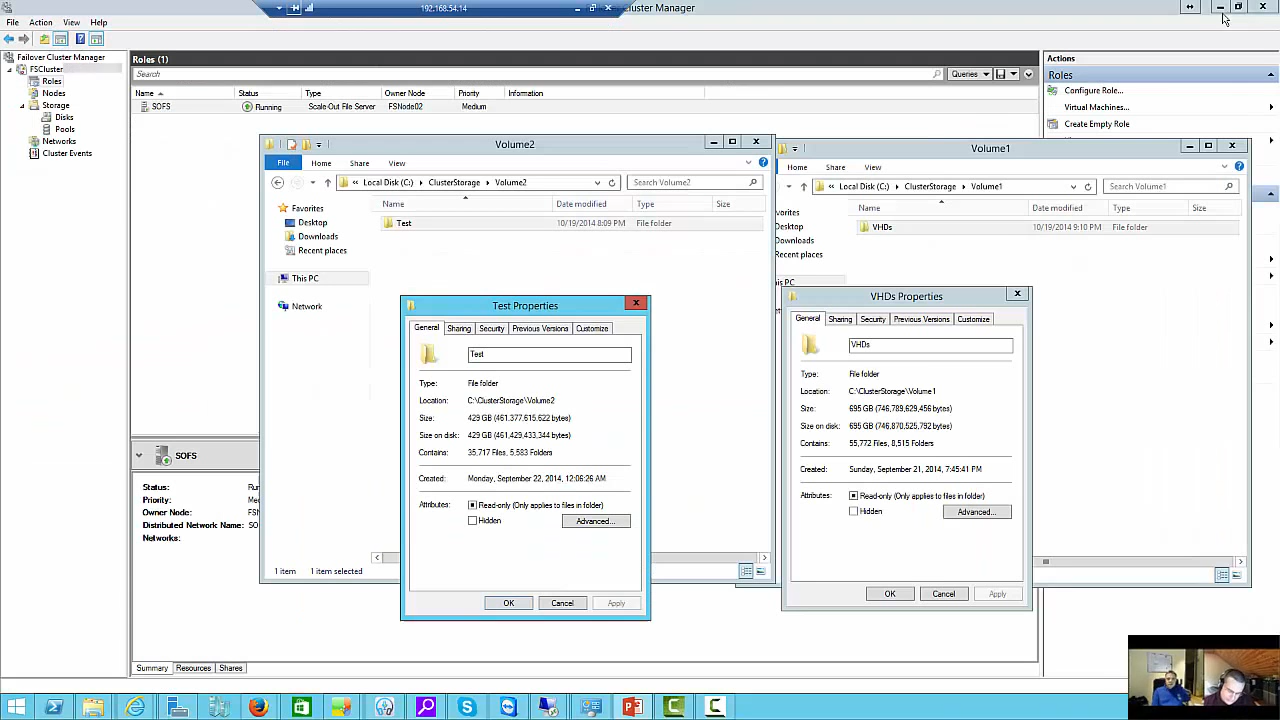 192.168.54.14
Cluster Manager
File Action View Help
Failover Cluster Manager
FSCluster
Roles
Nodes
Storage
Disks
Pools
Networks
Cluster Events
Roles (1)
Search
Queries
Name Status Type Owner Node Priority Information
SOFS Running Scale-Out File Server FSNode02 Medium
Actions
Roles
Configure Role...
Virtual Machines...
Create Empty Role
Volume2
File Home Share View
« Local Disk (C:) ClusterStorage Volume2
Search Volume2
Favorites
Desktop
Downloads
Recent places
This PC
Network
Name Date modified Type Size
Test 10/19/2014 8:09 PM File folder
1 item 1 item selected
Volume1
Home Share View
« Local Disk (C:) ClusterStorage Volume1
Search Volume1
Name Date modified Type Size
VHDs 10/19/2014 9:10 PM File folder
Test Properties
General Sharing Security Previous Versions Customize
Test
Type: File folder
Location: C:\ClusterStorage\Volume2
Size: 429 GB (461,377,615,622 bytes)
Size on disk: 429 GB (461,429,433,344 bytes)
Contains: 35,717 Files, 5,583 Folders
Created: Monday, September 22, 2014, 12:06:26 AM
Attributes: Read-only (Only applies to files in folder)
Hidden Advanced...
OK Cancel Apply
VHDs Properties
General Sharing Security Previous Versions Customize
VHDs
Type: File folder
Location: C:\ClusterStorage\Volume1
Size: 695 GB (746,789,629,456 bytes)
Size on disk: 695 GB (746,870,525,792 bytes)
Contains: 55,772 Files, 8,515 Folders
Created: Sunday, September 21, 2014, 7:45:41 PM
Attributes: Read-only (Only applies to files in folder)
Hidden Advanced...
OK Cancel Apply
SOFS
Status: Ru
Priority: Me
Owner Node: FSN
Distributed Network Name: SO
Networks:
Summary Resources Shares